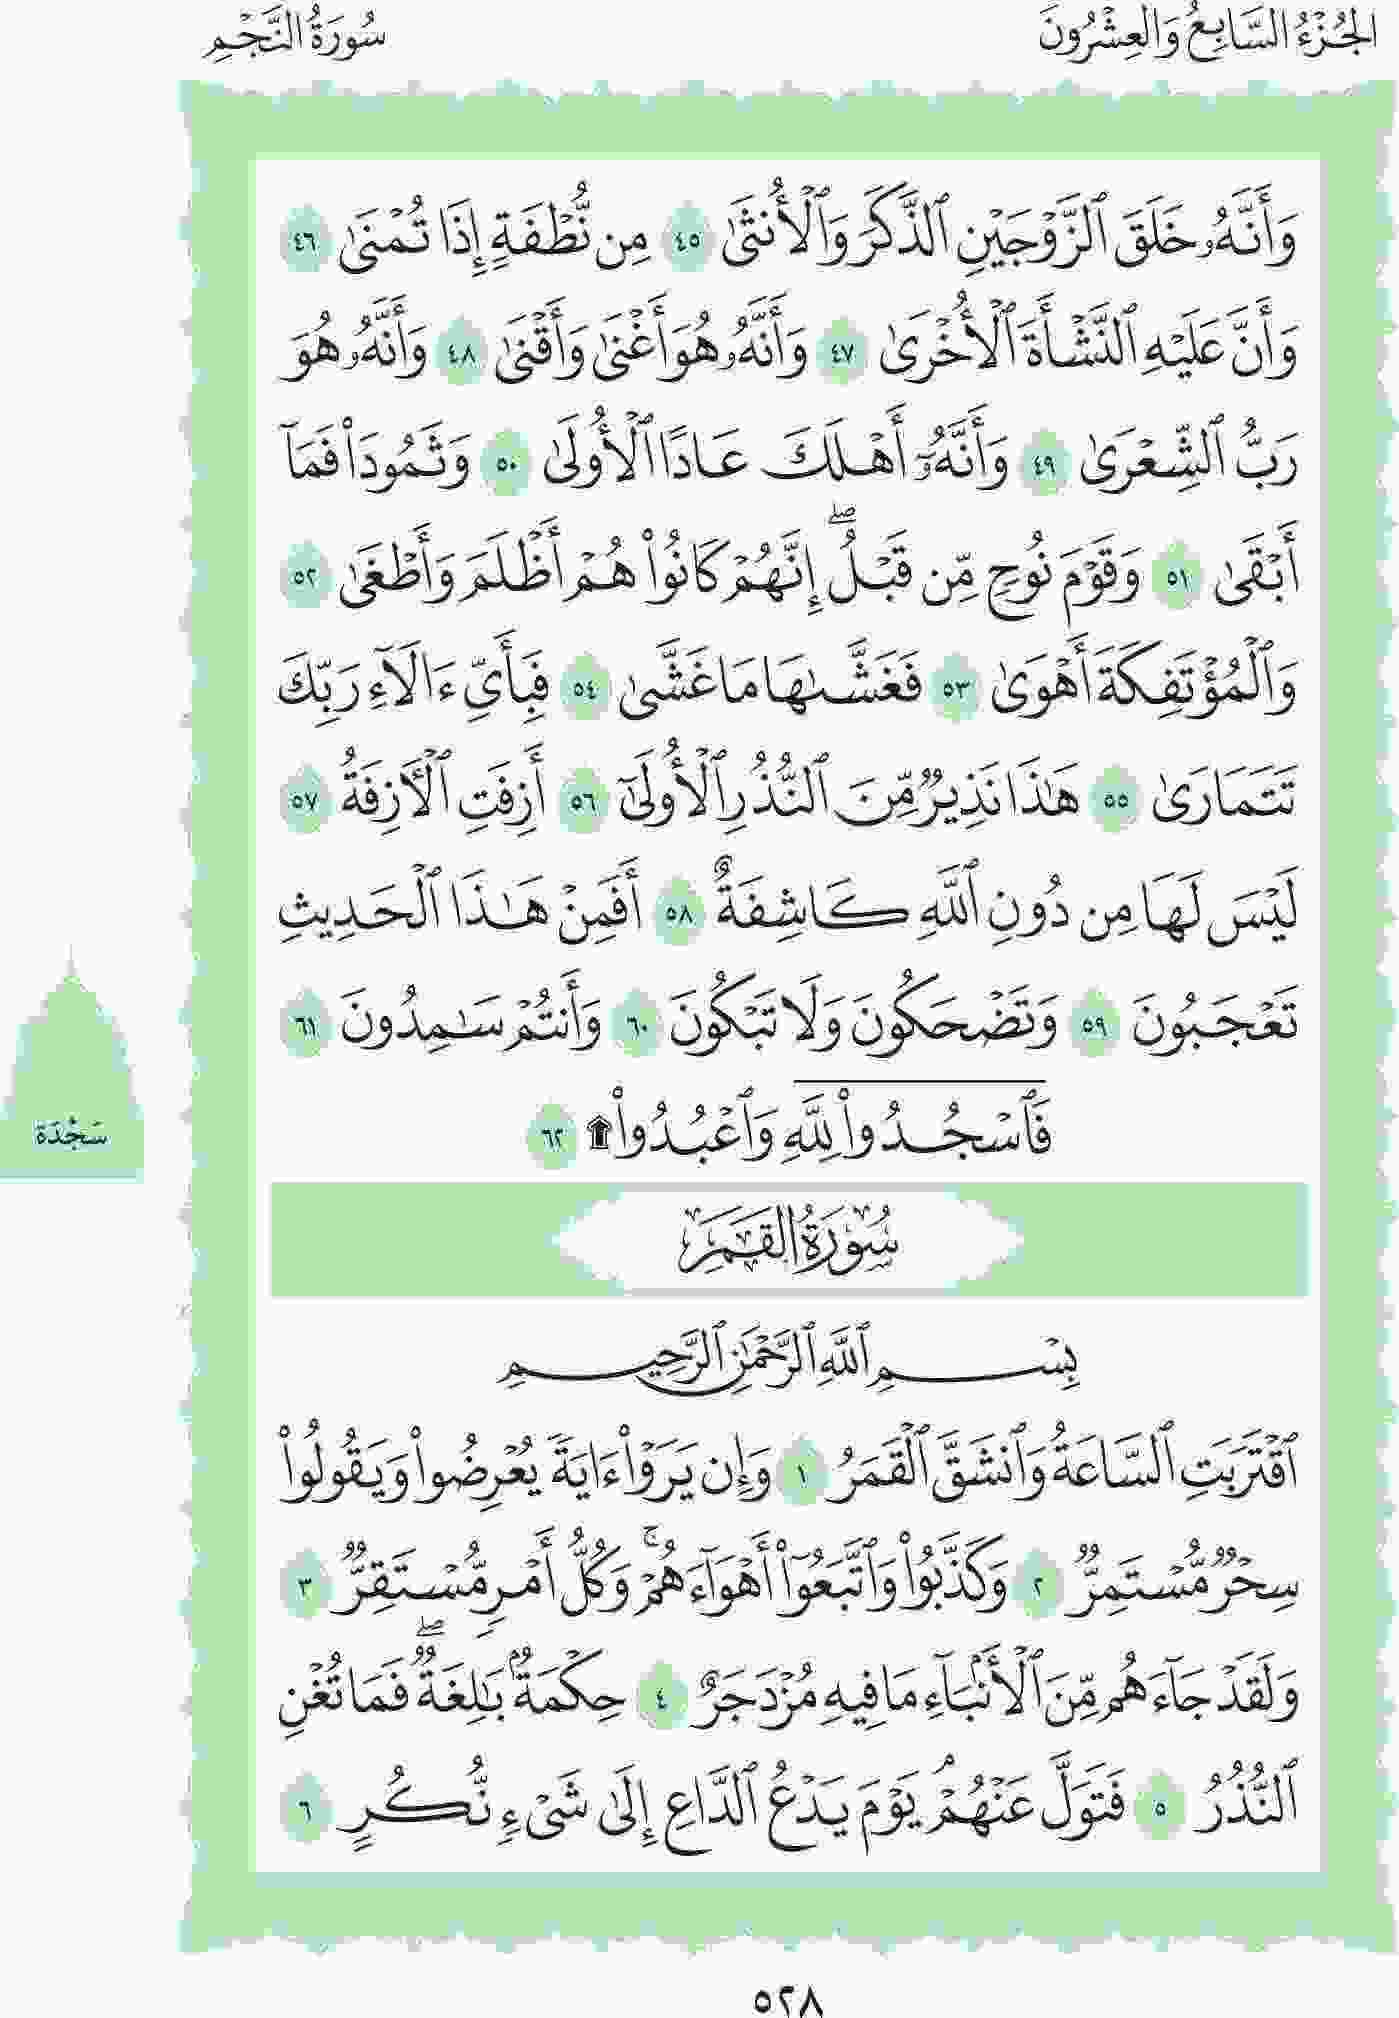 الجُزْءُ السَّابِعُ وَالعِشْرُونَ
سُورَةُ النَّجْمِ
وَأَنَّهُۥ خَلَقَ ٱلزَّوْجَيْنِ ٱلذَّكَرَ وَٱلْأُنثَىٰ ٤٥ مِن نُّطْفَةٍ إِذَا تُمْنَىٰ ٤٦
وَأَنَّ عَلَيْهِ ٱلنَّشْأَةَ ٱلْأُخْرَىٰ ٤٧ وَأَنَّهُۥ هُوَ أَغْنَىٰ وَأَقْنَىٰ ٤٨ وَأَنَّهُۥ هُوَ
رَبُّ ٱلشِّعْرَىٰ ٤٩ وَأَنَّهُۥٓ أَهْلَكَ عَادًا ٱلْأُولَىٰ ٥٠ وَثَمُودَا۟ فَمَآ
أَبْقَىٰ ٥١ وَقَوْمَ نُوحٍ مِّن قَبْلُ ۖ إِنَّهُمْ كَانُوا۟ هُمْ أَظْلَمَ وَأَطْغَىٰ ٥٢
وَٱلْمُؤْتَفِكَةَ أَهْوَىٰ ٥٣ فَغَشَّىٰهَا مَا غَشَّىٰ ٥٤ فَبِأَىِّ ءَالَآءِ رَبِّكَ
تَتَمَارَىٰ ٥٥ هَٰذَا نَذِيرٌ مِّنَ ٱلنُّذُرِ ٱلْأُولَىٰٓ ٥٦ أَزِفَتِ ٱلْـَٔازِفَةُ ٥٧
لَيْسَ لَهَا مِن دُونِ ٱللَّهِ كَاشِفَةٌ ٥٨ أَفَمِنْ هَٰذَا ٱلْحَدِيثِ
تَعْجَبُونَ ٥٩ وَتَضْحَكُونَ وَلَا تَبْكُونَ ٦٠ وَأَنتُمْ سَٰمِدُونَ ٦١
فَٱسْجُدُوا۟ لِلَّهِ وَٱعْبُدُوا۟ ۩ ٦٢
سَجْدَة
سُورَةُ القَمَرِ
بِسْمِ ٱللَّهِ ٱلرَّحْمَٰنِ ٱلرَّحِيمِ
ٱقْتَرَبَتِ ٱلسَّاعَةُ وَٱنشَقَّ ٱلْقَمَرُ ١ وَإِن يَرَوْا۟ ءَايَةً يُعْرِضُوا۟ وَيَقُولُوا۟
سِحْرٌ مُّسْتَمِرٌّ ٢ وَكَذَّبُوا۟ وَٱتَّبَعُوٓا۟ أَهْوَآءَهُمْ ۚ وَكُلُّ أَمْرٍ مُّسْتَقِرٌّ ٣
وَلَقَدْ جَآءَهُم مِّنَ ٱلْأَنۢبَآءِ مَا فِيهِ مُزْدَجَرٌ ٤ حِكْمَةٌۢ بَٰلِغَةٌ ۖ فَمَا تُغْنِ
ٱلنُّذُرُ ٥ فَتَوَلَّ عَنْهُمْ ۘ يَوْمَ يَدْعُ ٱلدَّاعِ إِلَىٰ شَىْءٍ نُّكُرٍ ٦
٥٢٨